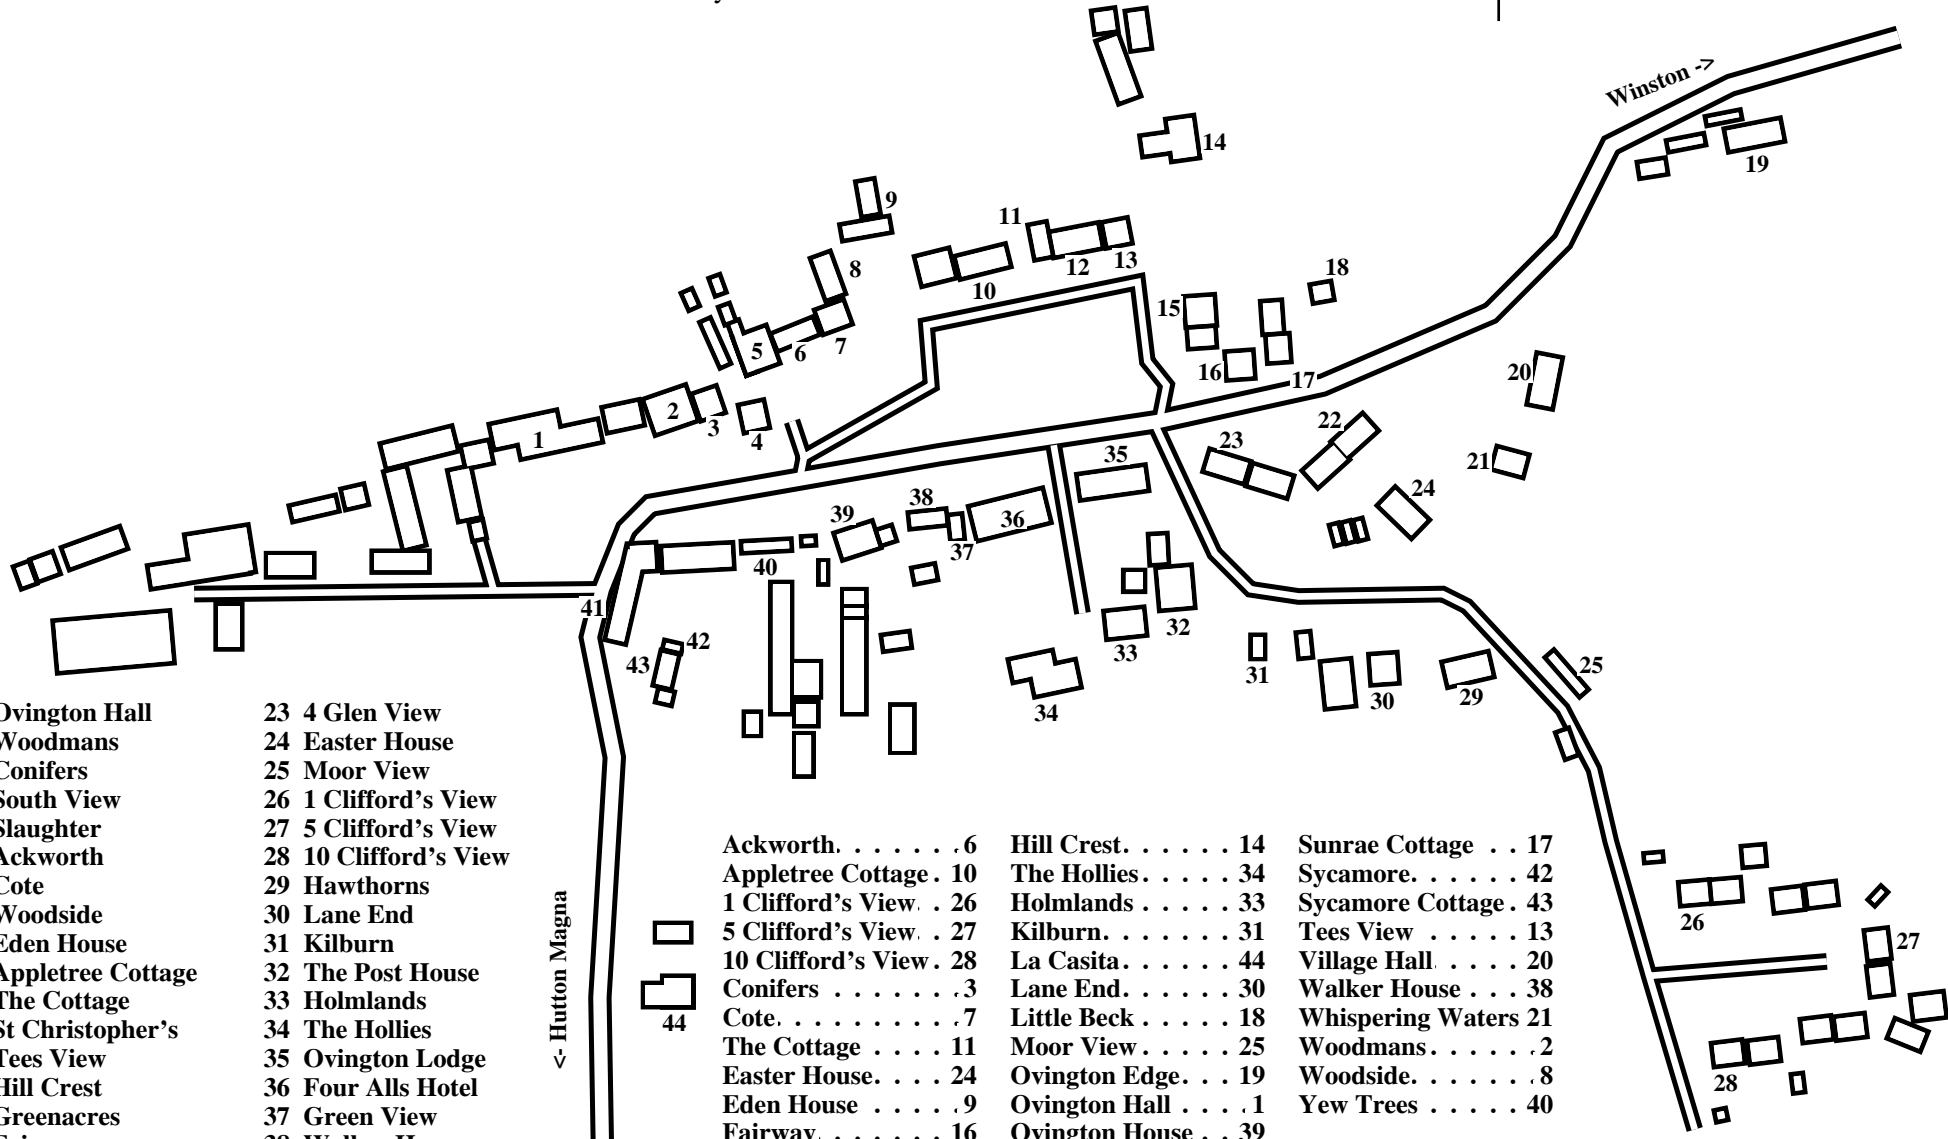 Winston ->
14
19
9
11
12
13
8
10
18
15
5
6
7
16
17
20
2
3
4
1
22
23
35
21
24
39
38
36
37
40
41
42
43
32
33
31
34
30
29
25
Ovington Hall
Woodmans
Conifers
South View
Slaughter
Ackworth
Cote
Woodside
Eden House
Appletree Cottage
The Cottage
St Christopher's
Tees View
Hill Crest
Greenacres
23 4 Glen View
24 Easter House
25 Moor View
26 1 Clifford's View
27 5 Clifford's View
28 10 Clifford's View
29 Hawthorns
30 Lane End
31 Kilburn
32 The Post House
33 Holmlands
34 The Hollies
35 Ovington Lodge
36 Four Alls Hotel
37 Green View
<- Hutton Magna
44
Ackworth. . . . . . . . 6
Appletree Cottage . 10
1 Clifford's View. . 26
5 Clifford's View. . 27
10 Clifford's View . 28
Conifers . . . . . . . 3
Cote. . . . . . . . . . 7
The Cottage . . . . 11
Easter House. . . . 24
Eden House . . . . . 9
Fairway. . . . . . . 16
Hill Crest. . . . . . 14
The Hollies . . . . . 34
Holmlands . . . . . 33
Kilburn. . . . . . . 31
La Casita. . . . . . 44
Lane End. . . . . . 30
Little Beck . . . . . 18
Moor View . . . . . 25
Ovington Edge. . . 19
Ovington Hall . . . . 1
Ovington House . . 39
Sunrae Cottage . . 17
Sycamore. . . . . . 42
Sycamore Cottage . 43
Tees View . . . . . 13
Village Hall. . . . . 20
Walker House . . . 38
Whispering Waters 21
Woodmans . . . . . . 2
Woodside. . . . . . . 8
Yew Trees . . . . . 40
26
27
28